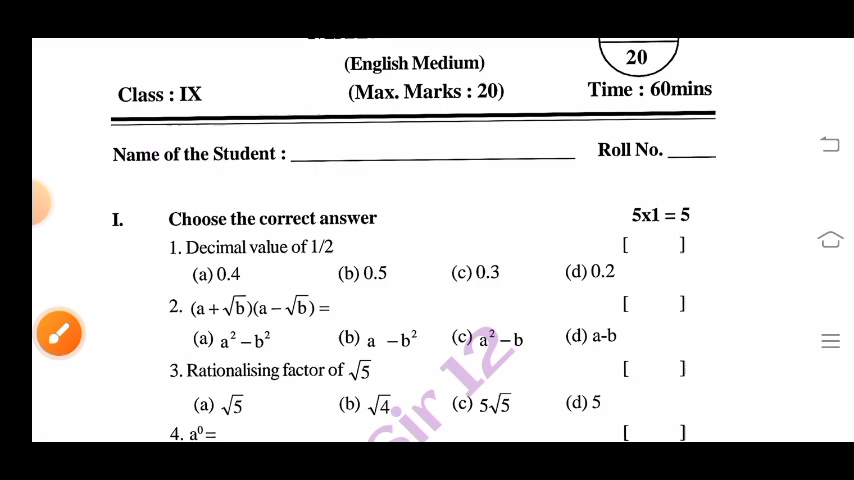 (English Medium)
20
Class : IX (Max. Marks : 20) Time : 60mins
Name of the Student : Roll No.
I. Choose the correct answer 5x1 = 5
1. Decimal value of 1/2 [ ]
(a) 0.4 (b) 0.5 (c) 0.3 (d) 0.2
2. (a + √b)(a − √b) = [ ]
(a) a² − b² (b) a − b² (c) a² − b (d) a-b
3. Rationalising factor of √5 [ ]
(a) √5 (b) √4 (c) 5√5 (d) 5
4. a⁰ = [ ]
Sir 12